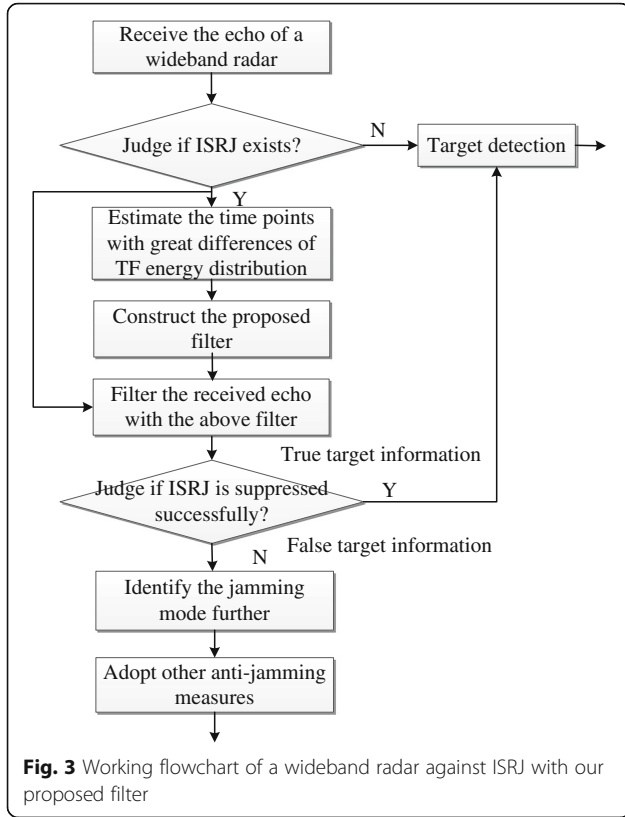 Receive the echo of a
wideband radar
Judge if ISRJ exists?
N
Target detection
Y
Estimate the time points
with great differences of
TF energy distribution
Construct the proposed
filter
Filter the received echo
with the above filter
True target information
Judge if ISRJ is suppressed
successfully?
Y
False target information
N
Identify the jamming
mode further
Adopt other anti-jamming
measures
Fig. 3 Working flowchart of a wideband radar against ISRJ with our
proposed filter